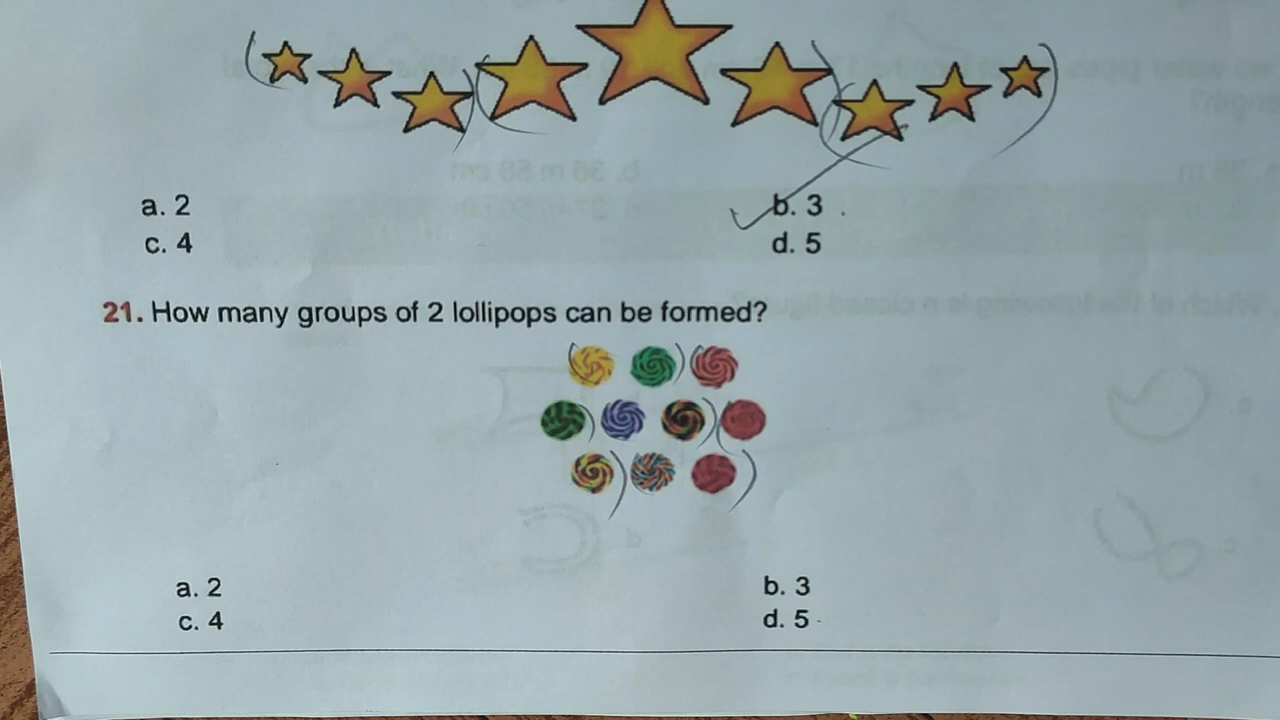 a. 2
b. 3
c. 4
d. 5
21. How many groups of 2 lollipops can be formed?
a. 2
b. 3
c. 4
d. 5